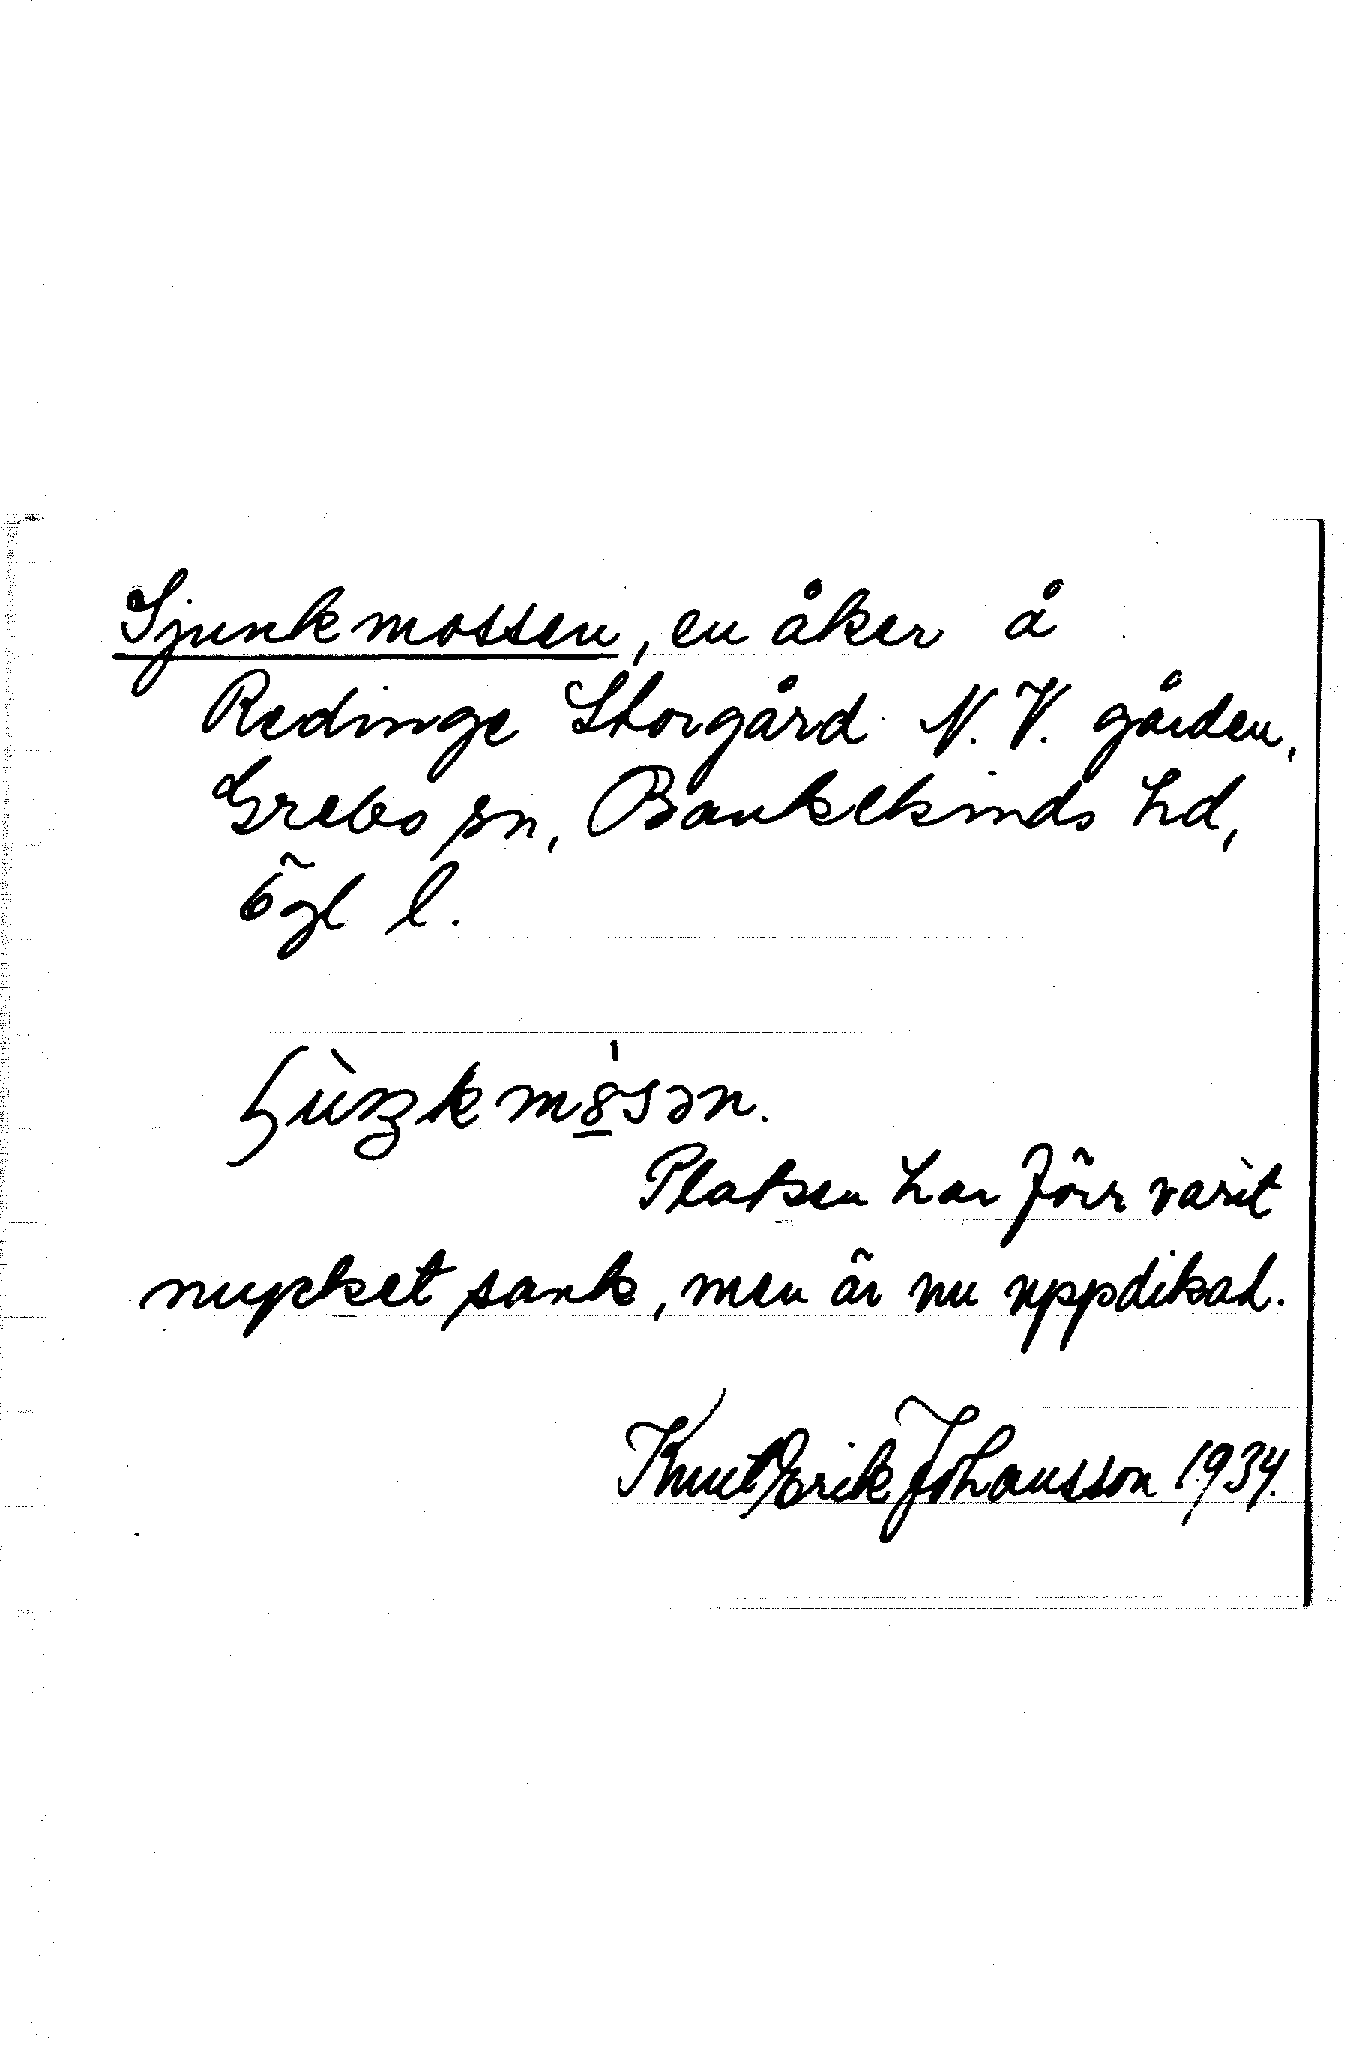 Sjunkmossen, en åker å
Redinge Storgård N.V. gården,
Grebo sn, Bankekinds hd,
Ögl l.
Platsen har förr varit
mycket sank, men är nu uppdikad.
Knut Erik Johansson 1934.